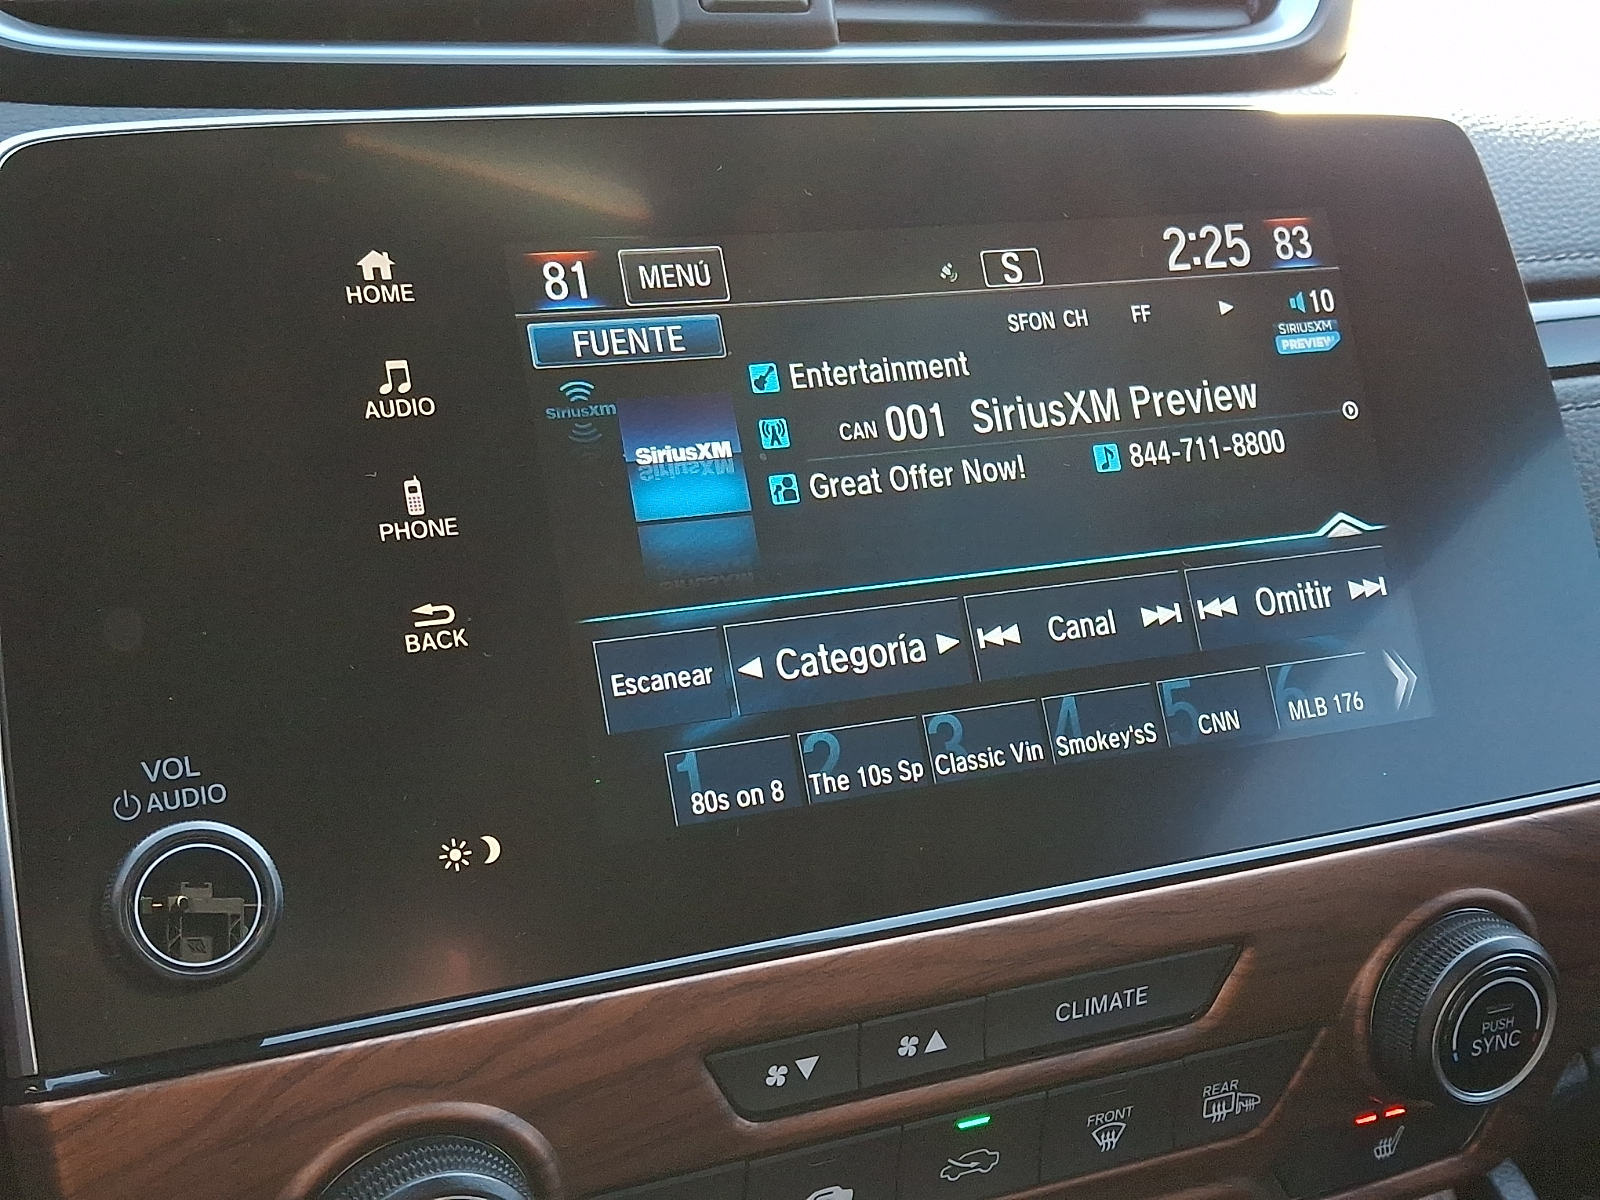 HOME
AUDIO
PHONE
BACK
VOL
AUDIO
81 MENÚ S 2:25 83
FUENTE SFON CH FF 10
SIRIUSXM
PREVIEW
SiriusXm
SiriusXM
Entertainment
CAN 001 SiriusXM Preview
Great Offer Now! 844-711-8800
Escanear Categoría Canal Omitir
1 80s on 8
2 The 10s Sp
3 Classic Vin
4 Smokey'sS
5 CNN
6 MLB 176
CLIMATE
PUSH
SYNC
FRONT
REAR